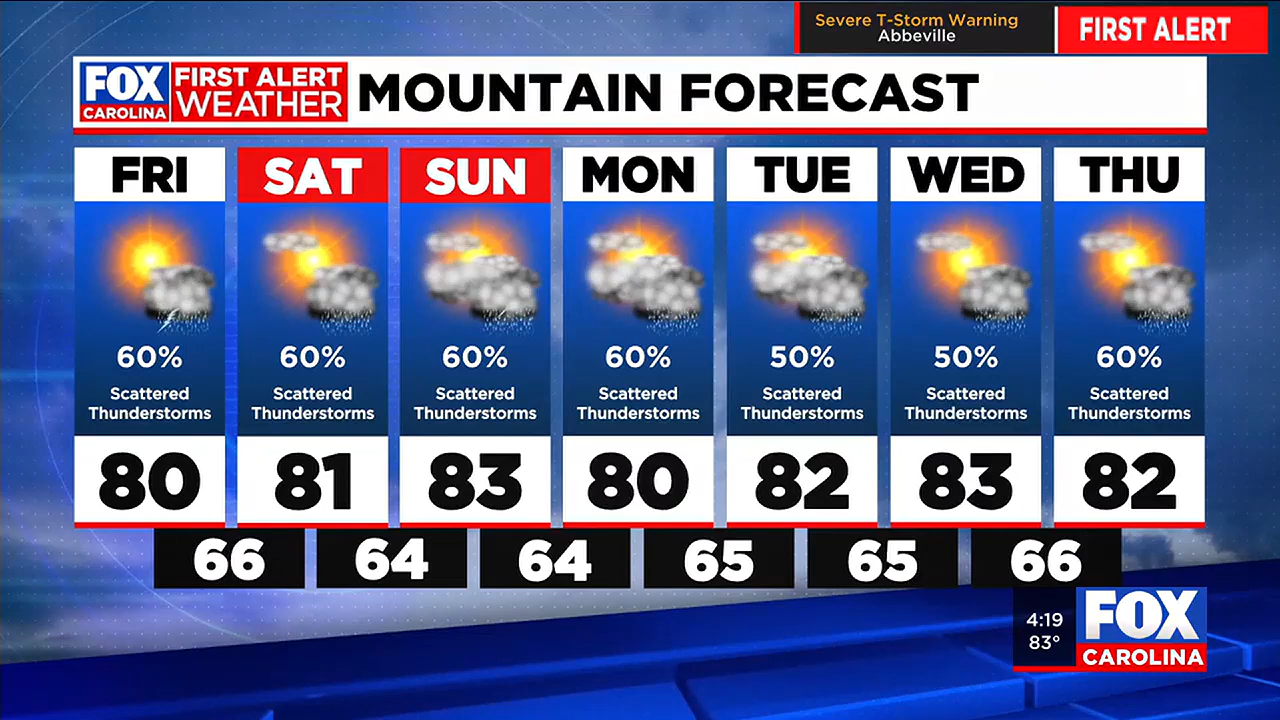 Severe T-Storm Warning
Abbeville
FIRST ALERT
FOX
CAROLINA
FIRST ALERT
WEATHER
MOUNTAIN FORECAST
FRI SAT SUN MON TUE WED THU
60% 60% 60% 60% 50% 50% 60%
Scattered Scattered Scattered Scattered Scattered Scattered Scattered
Thunderstorms Thunderstorms Thunderstorms Thunderstorms Thunderstorms Thunderstorms Thunderstorms
80 81 83 80 82 83 82
66 64 64 65 65 66
4:19
83°
FOX
CAROLINA